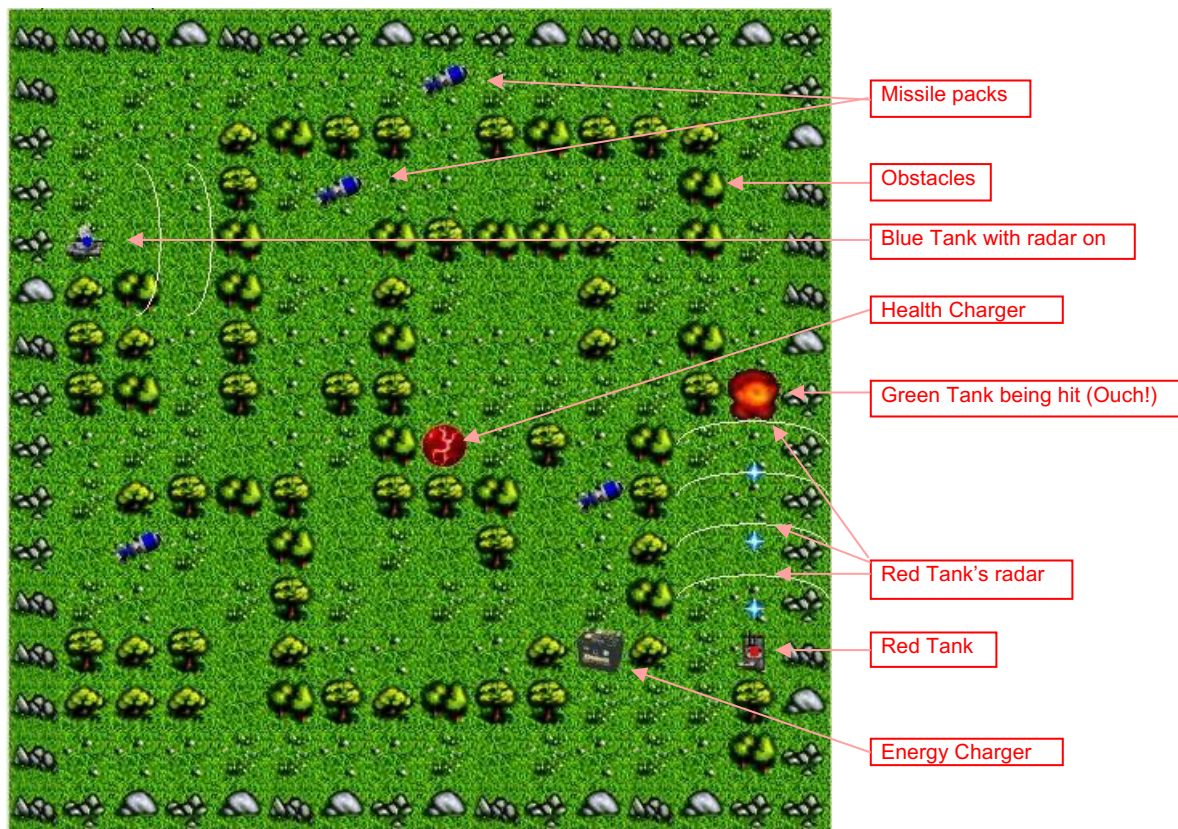 Missile packs
Obstacles
Blue Tank with radar on
Health Charger
Green Tank being hit (Ouch!)
Red Tank's radar
Red Tank
Energy Charger